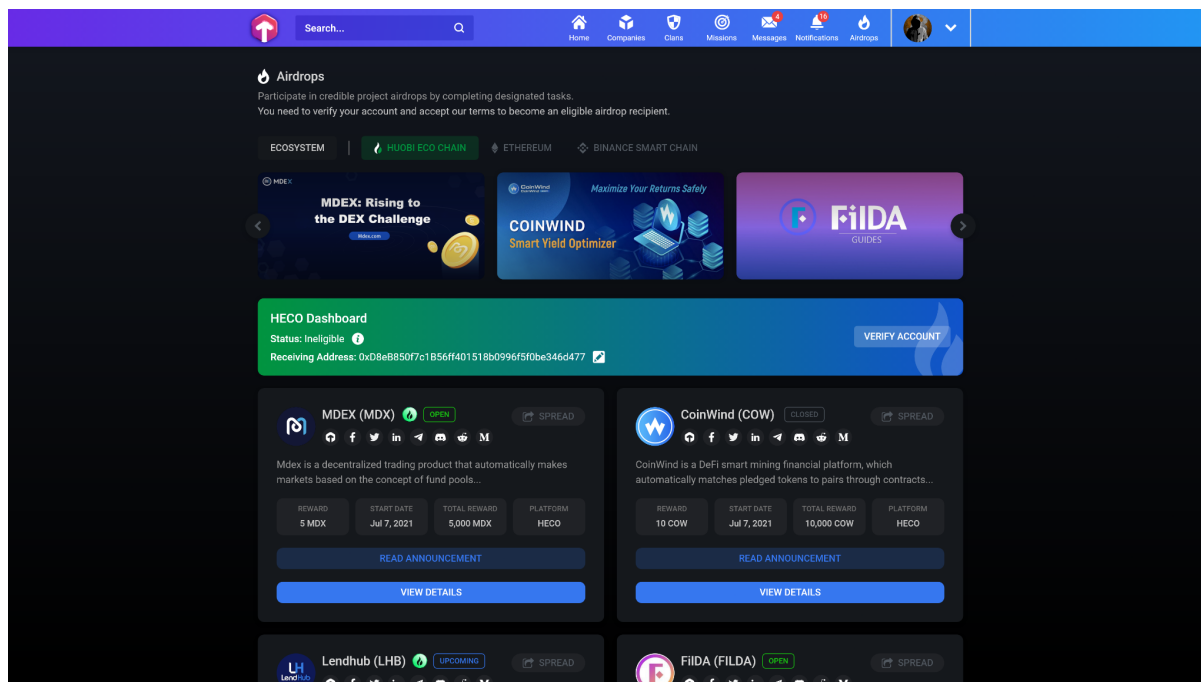 Search...
Home
Companies
Clans
Missions
4
Messages
16
Notifications
Airdrops
Airdrops
Participate in credible project airdrops by completing designated tasks.
You need to verify your account and accept our terms to become an eligible airdrop recipient.
ECOSYSTEM
HUOBI ECO CHAIN
ETHEREUM
BINANCE SMART CHAIN
MDEX
MDEX: Rising to
the DEX Challenge
Mdex.com
CoinWind
Maximize Your Returns Safely
COINWIND
Smart Yield Optimizer
FilDA
GUIDES
HECO Dashboard
Status: Ineligible
Receiving Address: 0xD8eB850f7c1B56ff401518b0996f5f0be346d477
VERIFY ACCOUNT
MDEX (MDX) OPEN
SPREAD
Mdex is a decentralized trading product that automatically makes
markets based on the concept of fund pools...
REWARD
5 MDX
START DATE
Jul 7, 2021
TOTAL REWARD
5,000 MDX
PLATFORM
HECO
READ ANNOUNCEMENT
VIEW DETAILS
CoinWind (COW) CLOSED
SPREAD
CoinWind is a DeFi smart mining financial platform, which
automatically matches pledged tokens to pairs through contracts...
REWARD
10 COW
START DATE
Jul 7, 2021
TOTAL REWARD
10,000 COW
PLATFORM
HECO
READ ANNOUNCEMENT
VIEW DETAILS
LH
LendHub
Lendhub (LHB) UPCOMING
SPREAD
FilDA (FILDA) OPEN
SPREAD